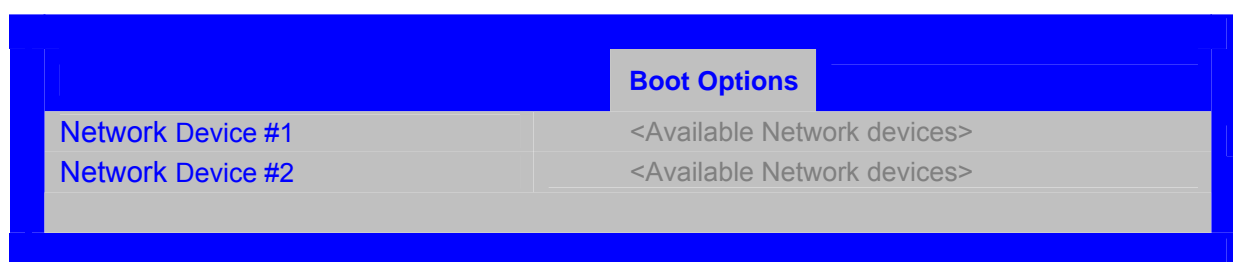 Boot Options
Network Device #1 <Available Network devices>
Network Device #2 <Available Network devices>